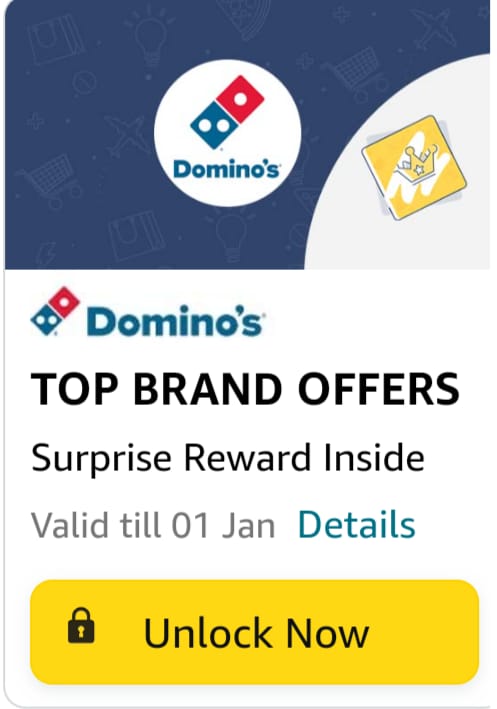 Domino's
Domino's
TOP BRAND OFFERS
Surprise Reward Inside
Valid till 01 Jan Details
Unlock Now